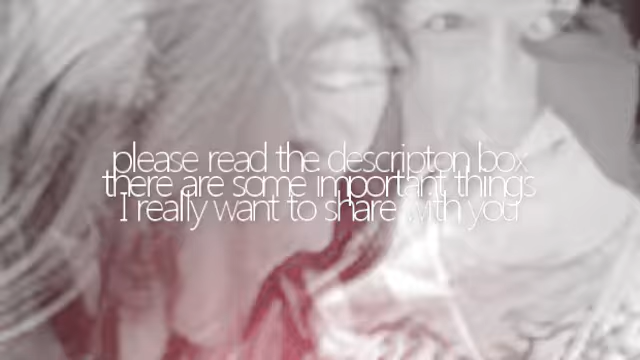 please read the descripton box
there are some important things
I really want to share with you